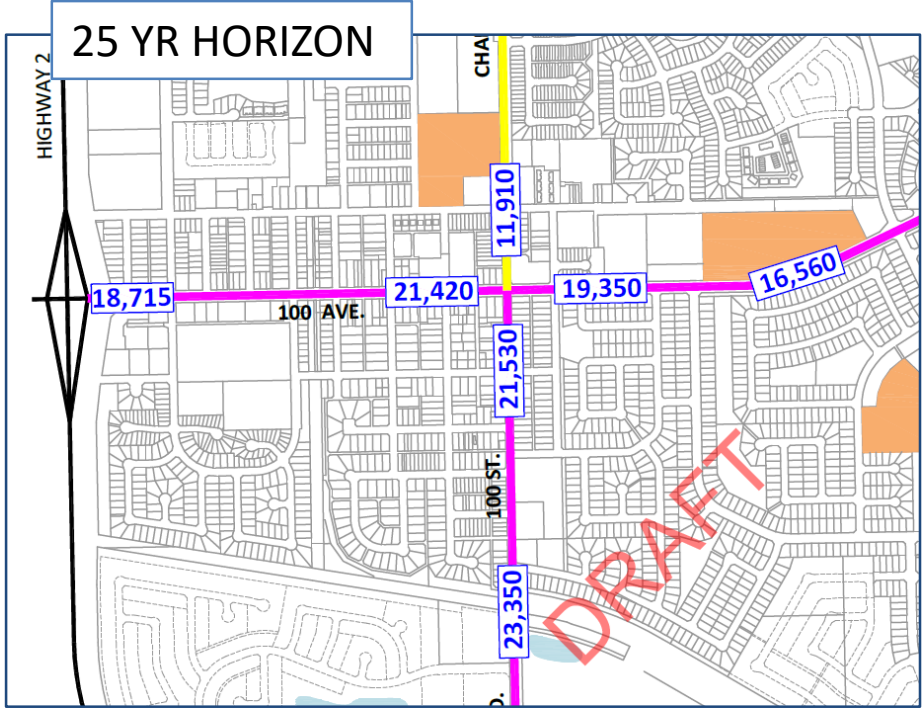 25 YR HORIZON
HIGHWAY 2
CHA
11,910
18,715
21,420
19,350
16,560
100 AVE.
21,530
100 ST.
DRAFT
23,350
D.